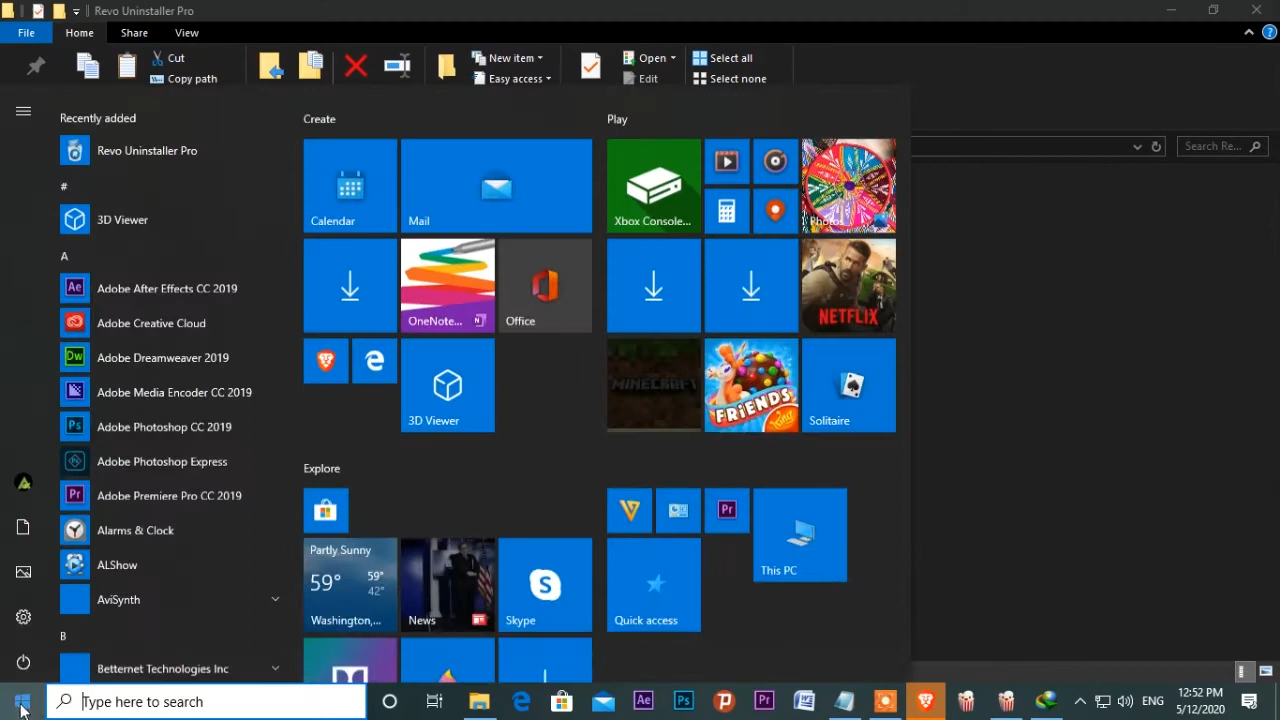 Revo Uninstaller Pro
File
Home
Share
View
Cut
Copy path
New item
Easy access
Open
Edit
Select all
Select none
Search Re...
Recently added
Revo Uninstaller Pro
#
3D Viewer
A
Adobe After Effects CC 2019
Adobe Creative Cloud
Adobe Dreamweaver 2019
Adobe Media Encoder CC 2019
Adobe Photoshop CC 2019
Adobe Photoshop Express
Adobe Premiere Pro CC 2019
Alarms & Clock
ALShow
AviSynth
B
Betternet Technologies Inc
Create
Calendar
Mail
OneNote...
Office
3D Viewer
Explore
Partly Sunny
59°
59°
42°
Washington,...
News
Skype
Play
Xbox Console...
Photos
NETFLIX
MINECRAFT
FRIENDS
King
Solitaire
This PC
Quick access
Type here to search
ENG
12:52 PM
5/12/2020